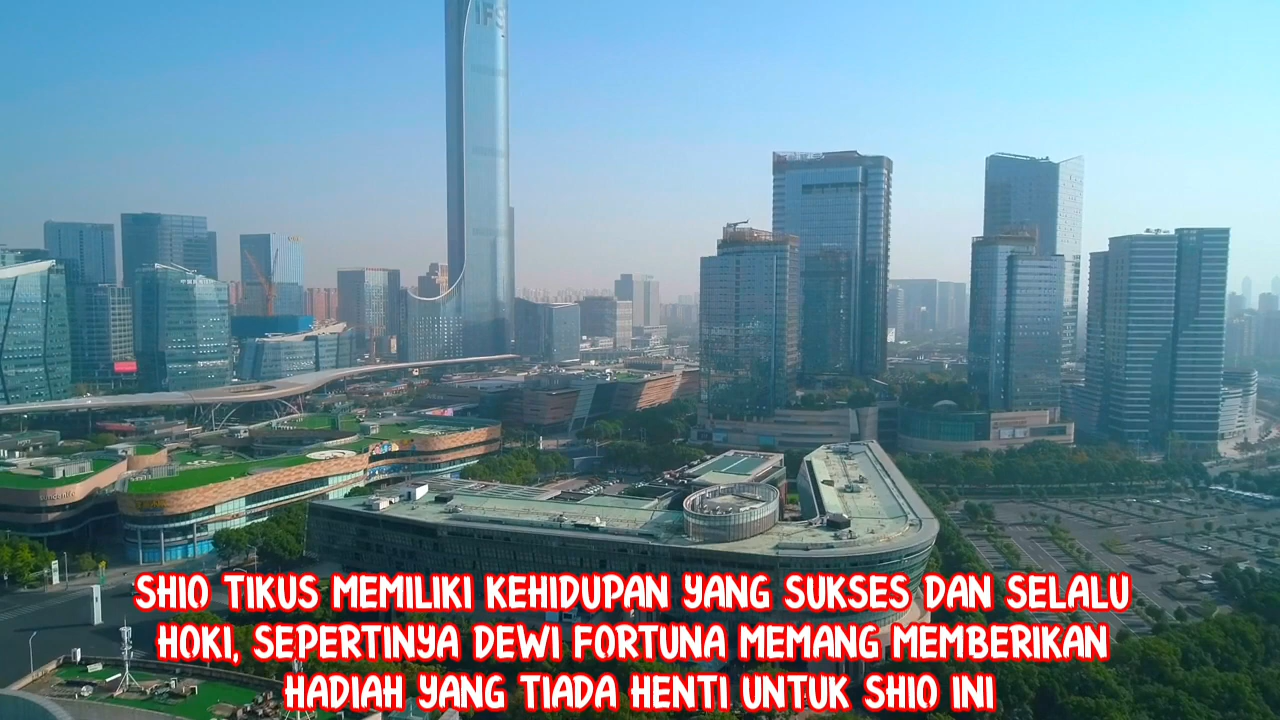 IFS
SHIO TIKUS MEMILIKI KEHIDUPAN YANG SUKSES DAN SELALU
HOKI, SEPERTINYA DEWI FORTUNA MEMANG MEMBERIKAN
HADIAH YANG TIADA HENTI UNTUK SHIO INI